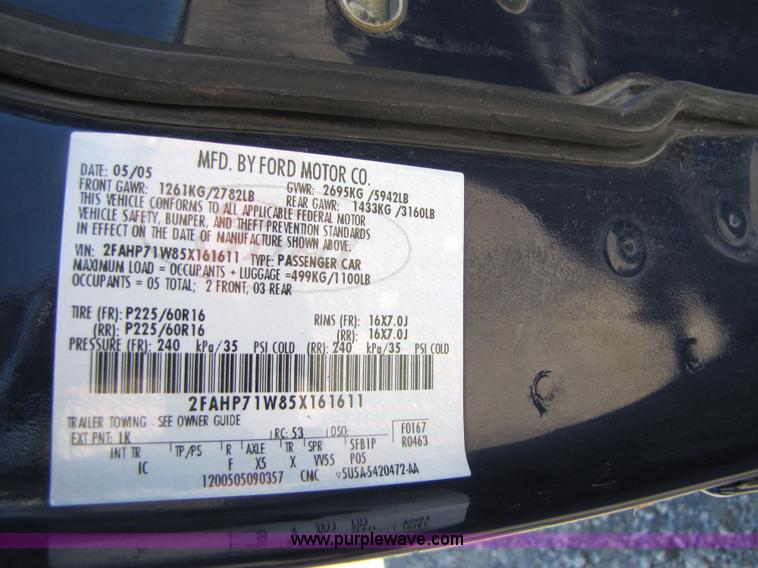 MFD. BY FORD MOTOR CO.
DATE: 05/05 GVWR: 2695KG /5942LB
FRONT GAWR: 1261KG/2782LB REAR GAWR: 1433KG /3160LB
THIS VEHICLE CONFORMS TO ALL APPLICABLE FEDERAL MOTOR
VEHICLE SAFETY, BUMPER, AND THEFT PREVENTION STANDARDS
IN EFFECT ON THE DATE OF MANUFACTURE SHOWN ABOVE.
VIN: 2FAHP71W85X161611 TYPE: PASSENGER CAR
MAXIMUM LOAD = OCCUPANTS + LUGGAGE =499KG/1100LB
OCCUPANTS = 05 TOTAL; 2 FRONT, 03 REAR
TIRE (FR): P225/60R16 RIMS (FR): 16X7.0J
(RR): P225/60R16 (RR): 16X7.0J
PRESSURE (FR): 240 kPa/35 PSI COLD (RR): 240 kPa/35 PSI COLD
2FAHP71W85X161611
TRAILER TOWING - SEE OWNER GUIDE
EXT PNT: LK RC: 53 DSO: F0167
INT TR TP/PS R AXLE TR SPR 5FB1P R0463
IC F X5 X VV55 P05
1200505090357 CMC 5U5A-5420472-AA
www.purplewave.com